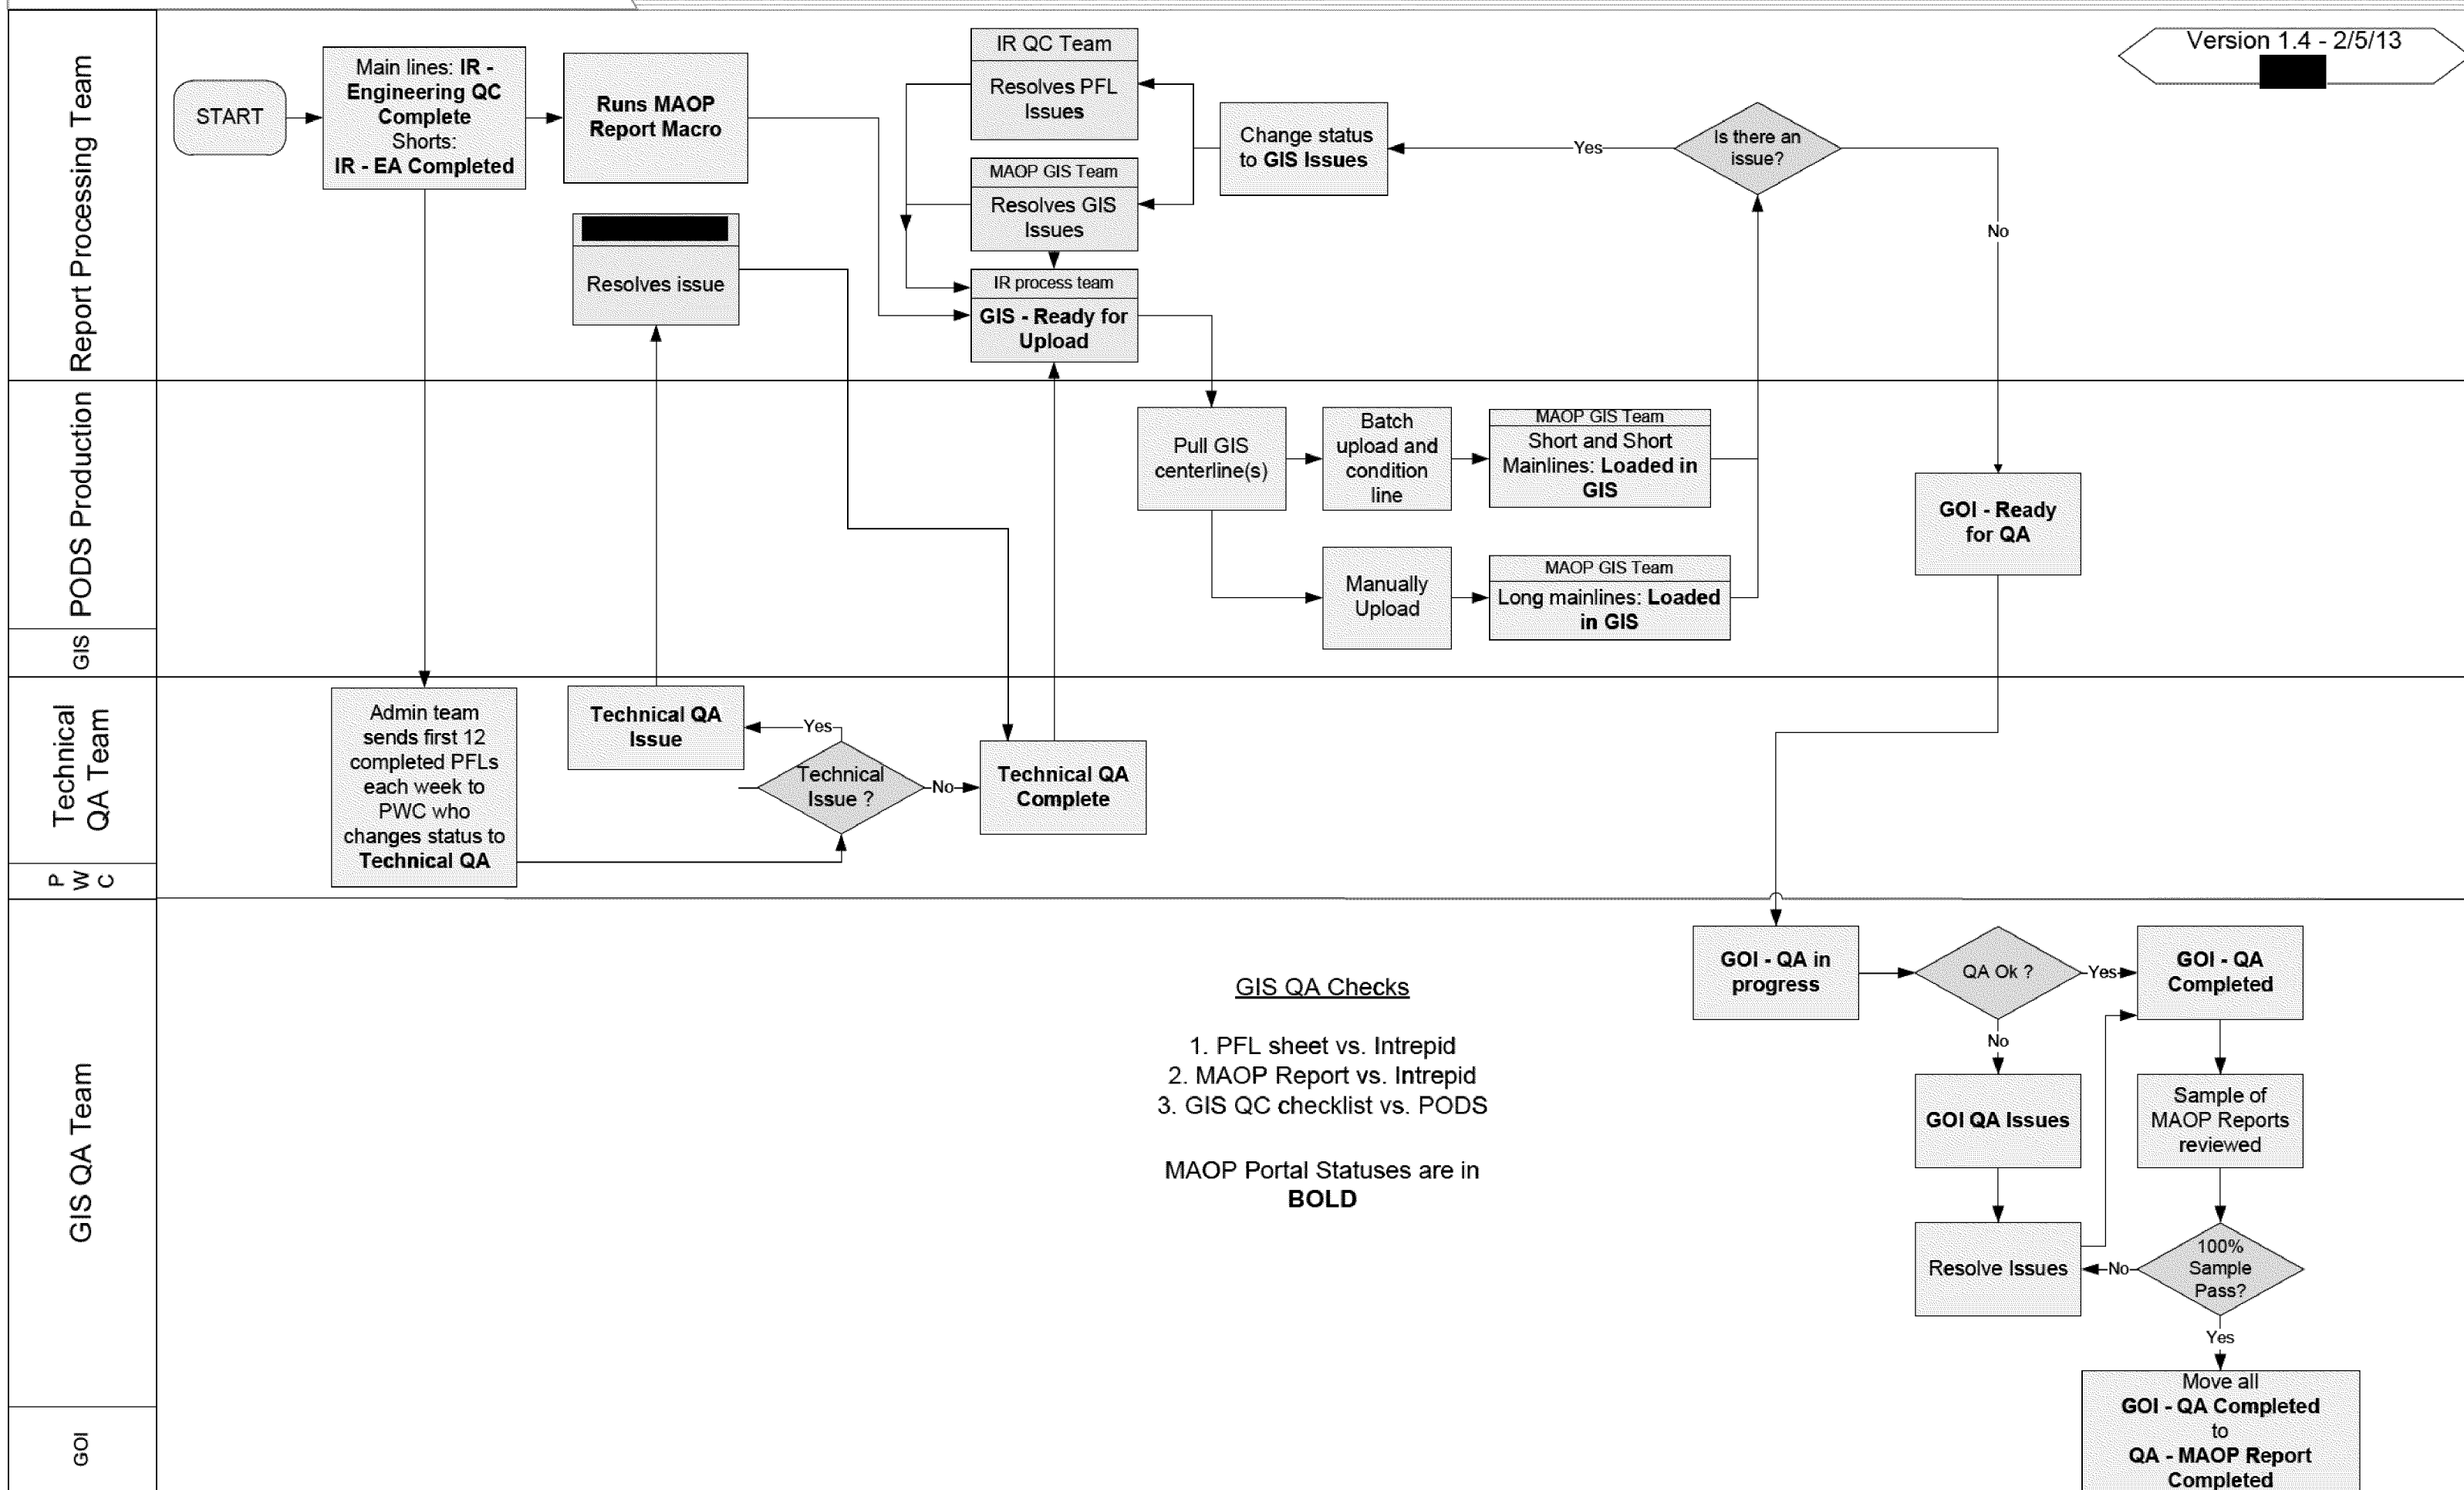 Version 1.4 - 2/5/13
Report Processing Team
START
Main lines: IR -
Engineering QC
Complete
Shorts:
IR - EA Completed
Runs MAOP
Report Macro
Resolves issue
IR QC Team
Resolves PFL
Issues
MAOP GIS Team
Resolves GIS
Issues
IR process team
GIS - Ready for
Upload
Change status
to GIS Issues
Yes
Is there an
issue?
No
PODS Production
GIS
Pull GIS
centerline(s)
Batch
upload and
condition
line
MAOP GIS Team
Short and Short
Mainlines: Loaded in
GIS
Manually
Upload
MAOP GIS Team
Long mainlines: Loaded
in GIS
GOI - Ready
for QA
Technical
QA Team
PWC
Admin team
sends first 12
completed PFLs
each week to
PWC who
changes status to
Technical QA
Technical QA
Issue
Yes
Technical
Issue ?
No
Technical QA
Complete
GIS QA Team
GOI
GIS QA Checks
1. PFL sheet vs. Intrepid
2. MAOP Report vs. Intrepid
3. GIS QC checklist vs. PODS
MAOP Portal Statuses are in
BOLD
GOI - QA in
progress
QA Ok ?
Yes
GOI - QA
Completed
No
GOI QA Issues
Sample of
MAOP Reports
reviewed
Resolve Issues
No
100%
Sample
Pass?
Yes
Move all
GOI - QA Completed
to
QA - MAOP Report
Completed